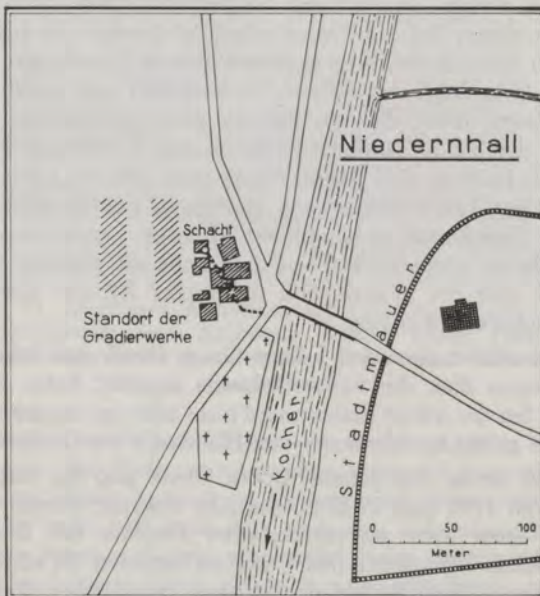 Niedernhall
Schacht
Standort der
Gradierwerke
Stadtmauer
Kocher
0 50 100
Meter